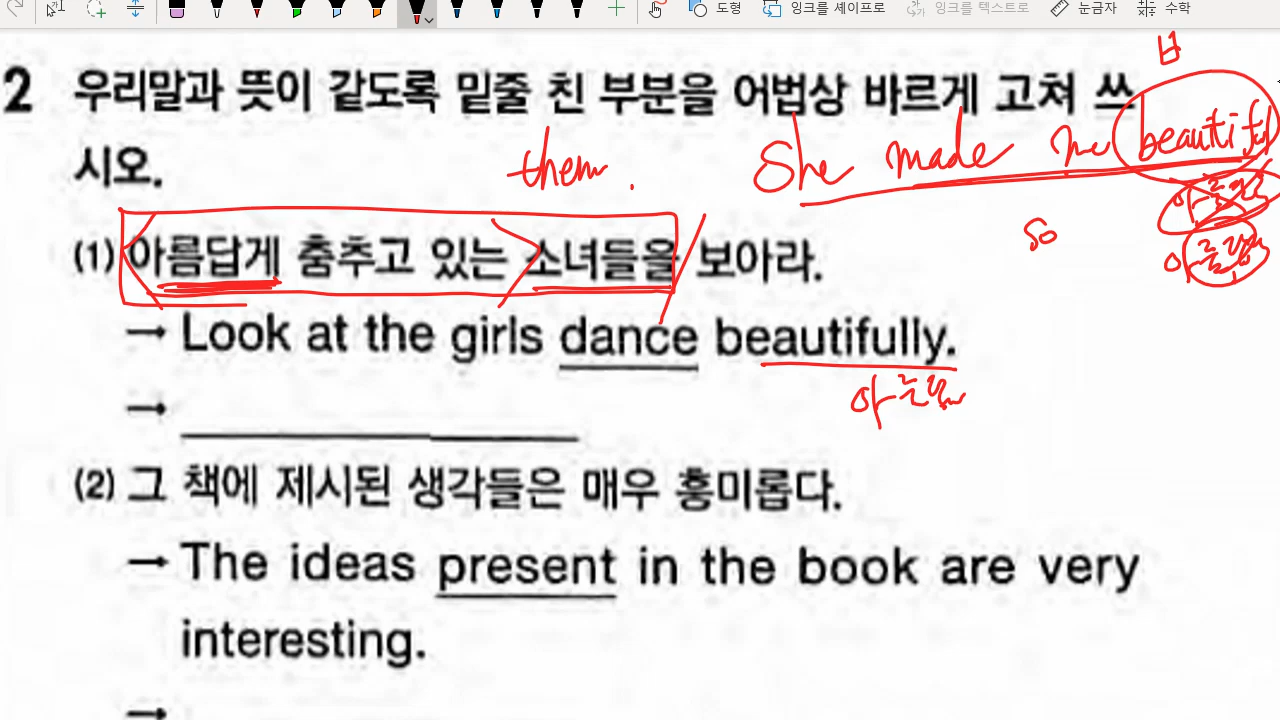 도형 잉크를 셰이프로 잉크를 텍스트로 눈금자 수학
2 우리말과 뜻이 같도록 밑줄 친 부분을 어법상 바르게 고쳐 쓰
시오.
them.
She made me beautiful
so
(1) 아름답게 춤추고 있는 소녀들을 보아라.
→ Look at the girls dance beautifully.
→
(2) 그 책에 제시된 생각들은 매우 흥미롭다.
→ The ideas present in the book are very
interesting.
→